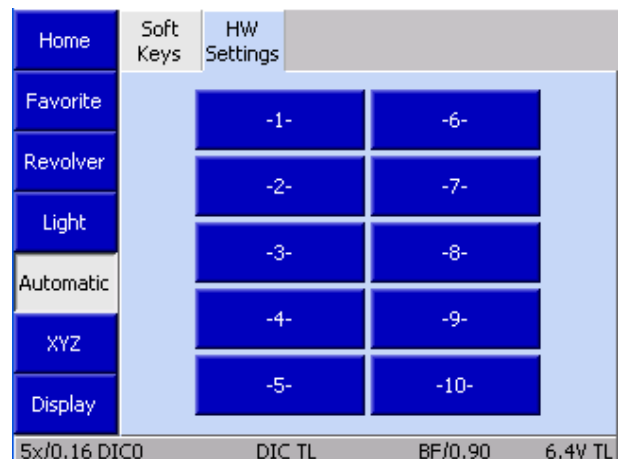 Home
Favorite
Revolver
Light
Automatic
XYZ
Display
Soft
Keys
HW
Settings
-1-
-6-
-2-
-7-
-3-
-8-
-4-
-9-
-5-
-10-
5x/0.16 DIC0 DIC TL BF/0.90 6.4V TL